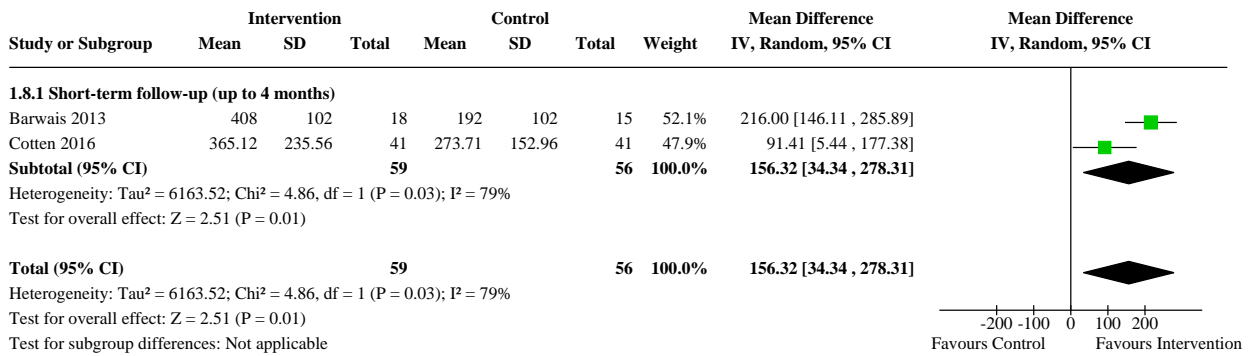 Intervention Control Mean Difference Mean Difference
Study or Subgroup Mean SD Total Mean SD Total Weight IV, Random, 95% CI IV, Random, 95% CI
1.8.1 Short-term follow-up (up to 4 months)
Barwais 2013 408 102 18 192 102 15 52.1% 216.00 [146.11 , 285.89]
Cotten 2016 365.12 235.56 41 273.71 152.96 41 47.9% 91.41 [5.44 , 177.38]
Subtotal (95% CI) 59 56 100.0% 156.32 [34.34 , 278.31]
Heterogeneity: Tau² = 6163.52; Chi² = 4.86, df = 1 (P = 0.03); I² = 79%
Test for overall effect: Z = 2.51 (P = 0.01)
Total (95% CI) 59 56 100.0% 156.32 [34.34 , 278.31]
Heterogeneity: Tau² = 6163.52; Chi² = 4.86, df = 1 (P = 0.03); I² = 79%
Test for overall effect: Z = 2.51 (P = 0.01)
-200 -100 0 100 200
Test for subgroup differences: Not applicable Favours Control Favours Intervention